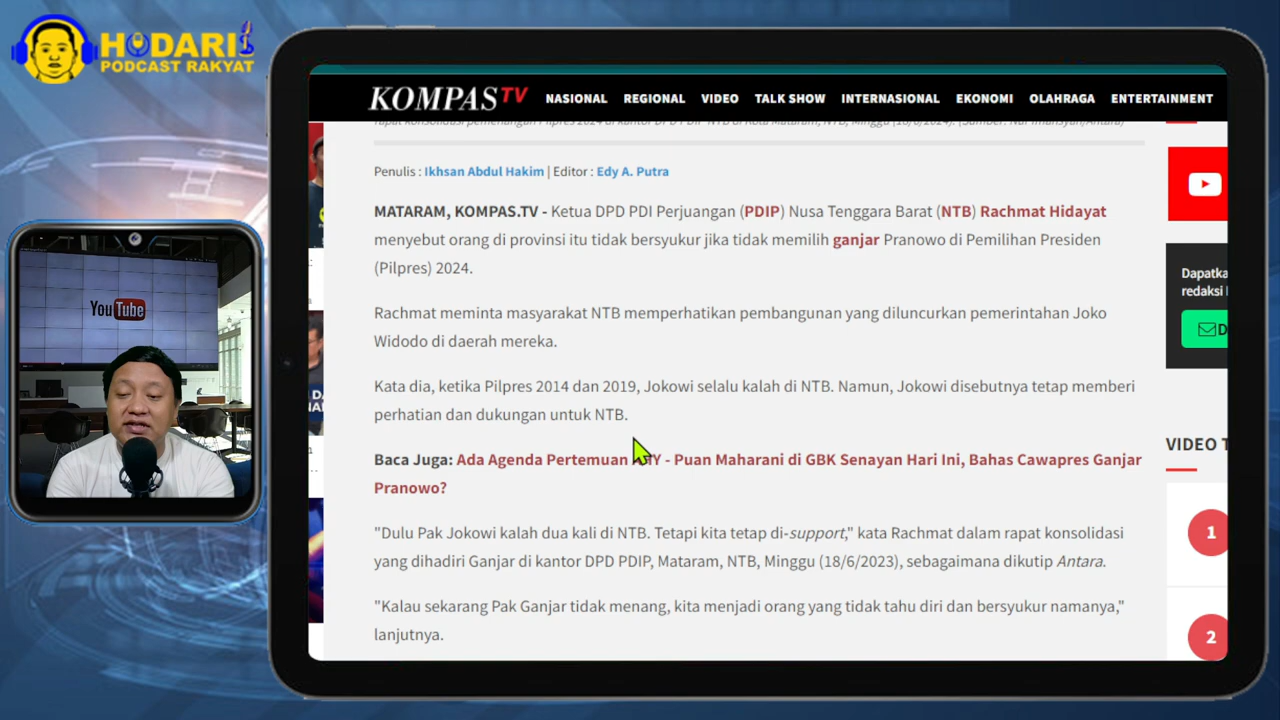 HODARI
PODCAST RAKYAT
KOMPAS TV NASIONAL REGIONAL VIDEO TALK SHOW INTERNASIONAL EKONOMI OLAHRAGA ENTERTAINMENT
Penulis : Ikhsan Abdul Hakim | Editor : Edy A. Putra
MATARAM, KOMPAS.TV - Ketua DPD PDI Perjuangan (PDIP) Nusa Tenggara Barat (NTB) Rachmat Hidayat
menyebut orang di provinsi itu tidak bersyukur jika tidak memilih ganjar Pranowo di Pemilihan Presiden
(Pilpres) 2024.
Rachmat meminta masyarakat NTB memperhatikan pembangunan yang diluncurkan pemerintahan Joko
Widodo di daerah mereka.
Kata dia, ketika Pilpres 2014 dan 2019, Jokowi selalu kalah di NTB. Namun, Jokowi disebutnya tetap memberi
perhatian dan dukungan untuk NTB.
Baca Juga: Ada Agenda Pertemuan - Puan Maharani di GBK Senayan Hari Ini, Bahas Cawapres Ganjar
Pranowo?
"Dulu Pak Jokowi kalah dua kali di NTB. Tetapi kita tetap di-support," kata Rachmat dalam rapat konsolidasi
yang dihadiri Ganjar di kantor DPD PDIP, Mataram, NTB, Minggu (18/6/2023), sebagaimana dikutip Antara.
"Kalau sekarang Pak Ganjar tidak menang, kita menjadi orang yang tidak tahu diri dan bersyukur namanya,"
lanjutnya.
Dapatka
redaksi
VIDEO T
1
2
YouTube